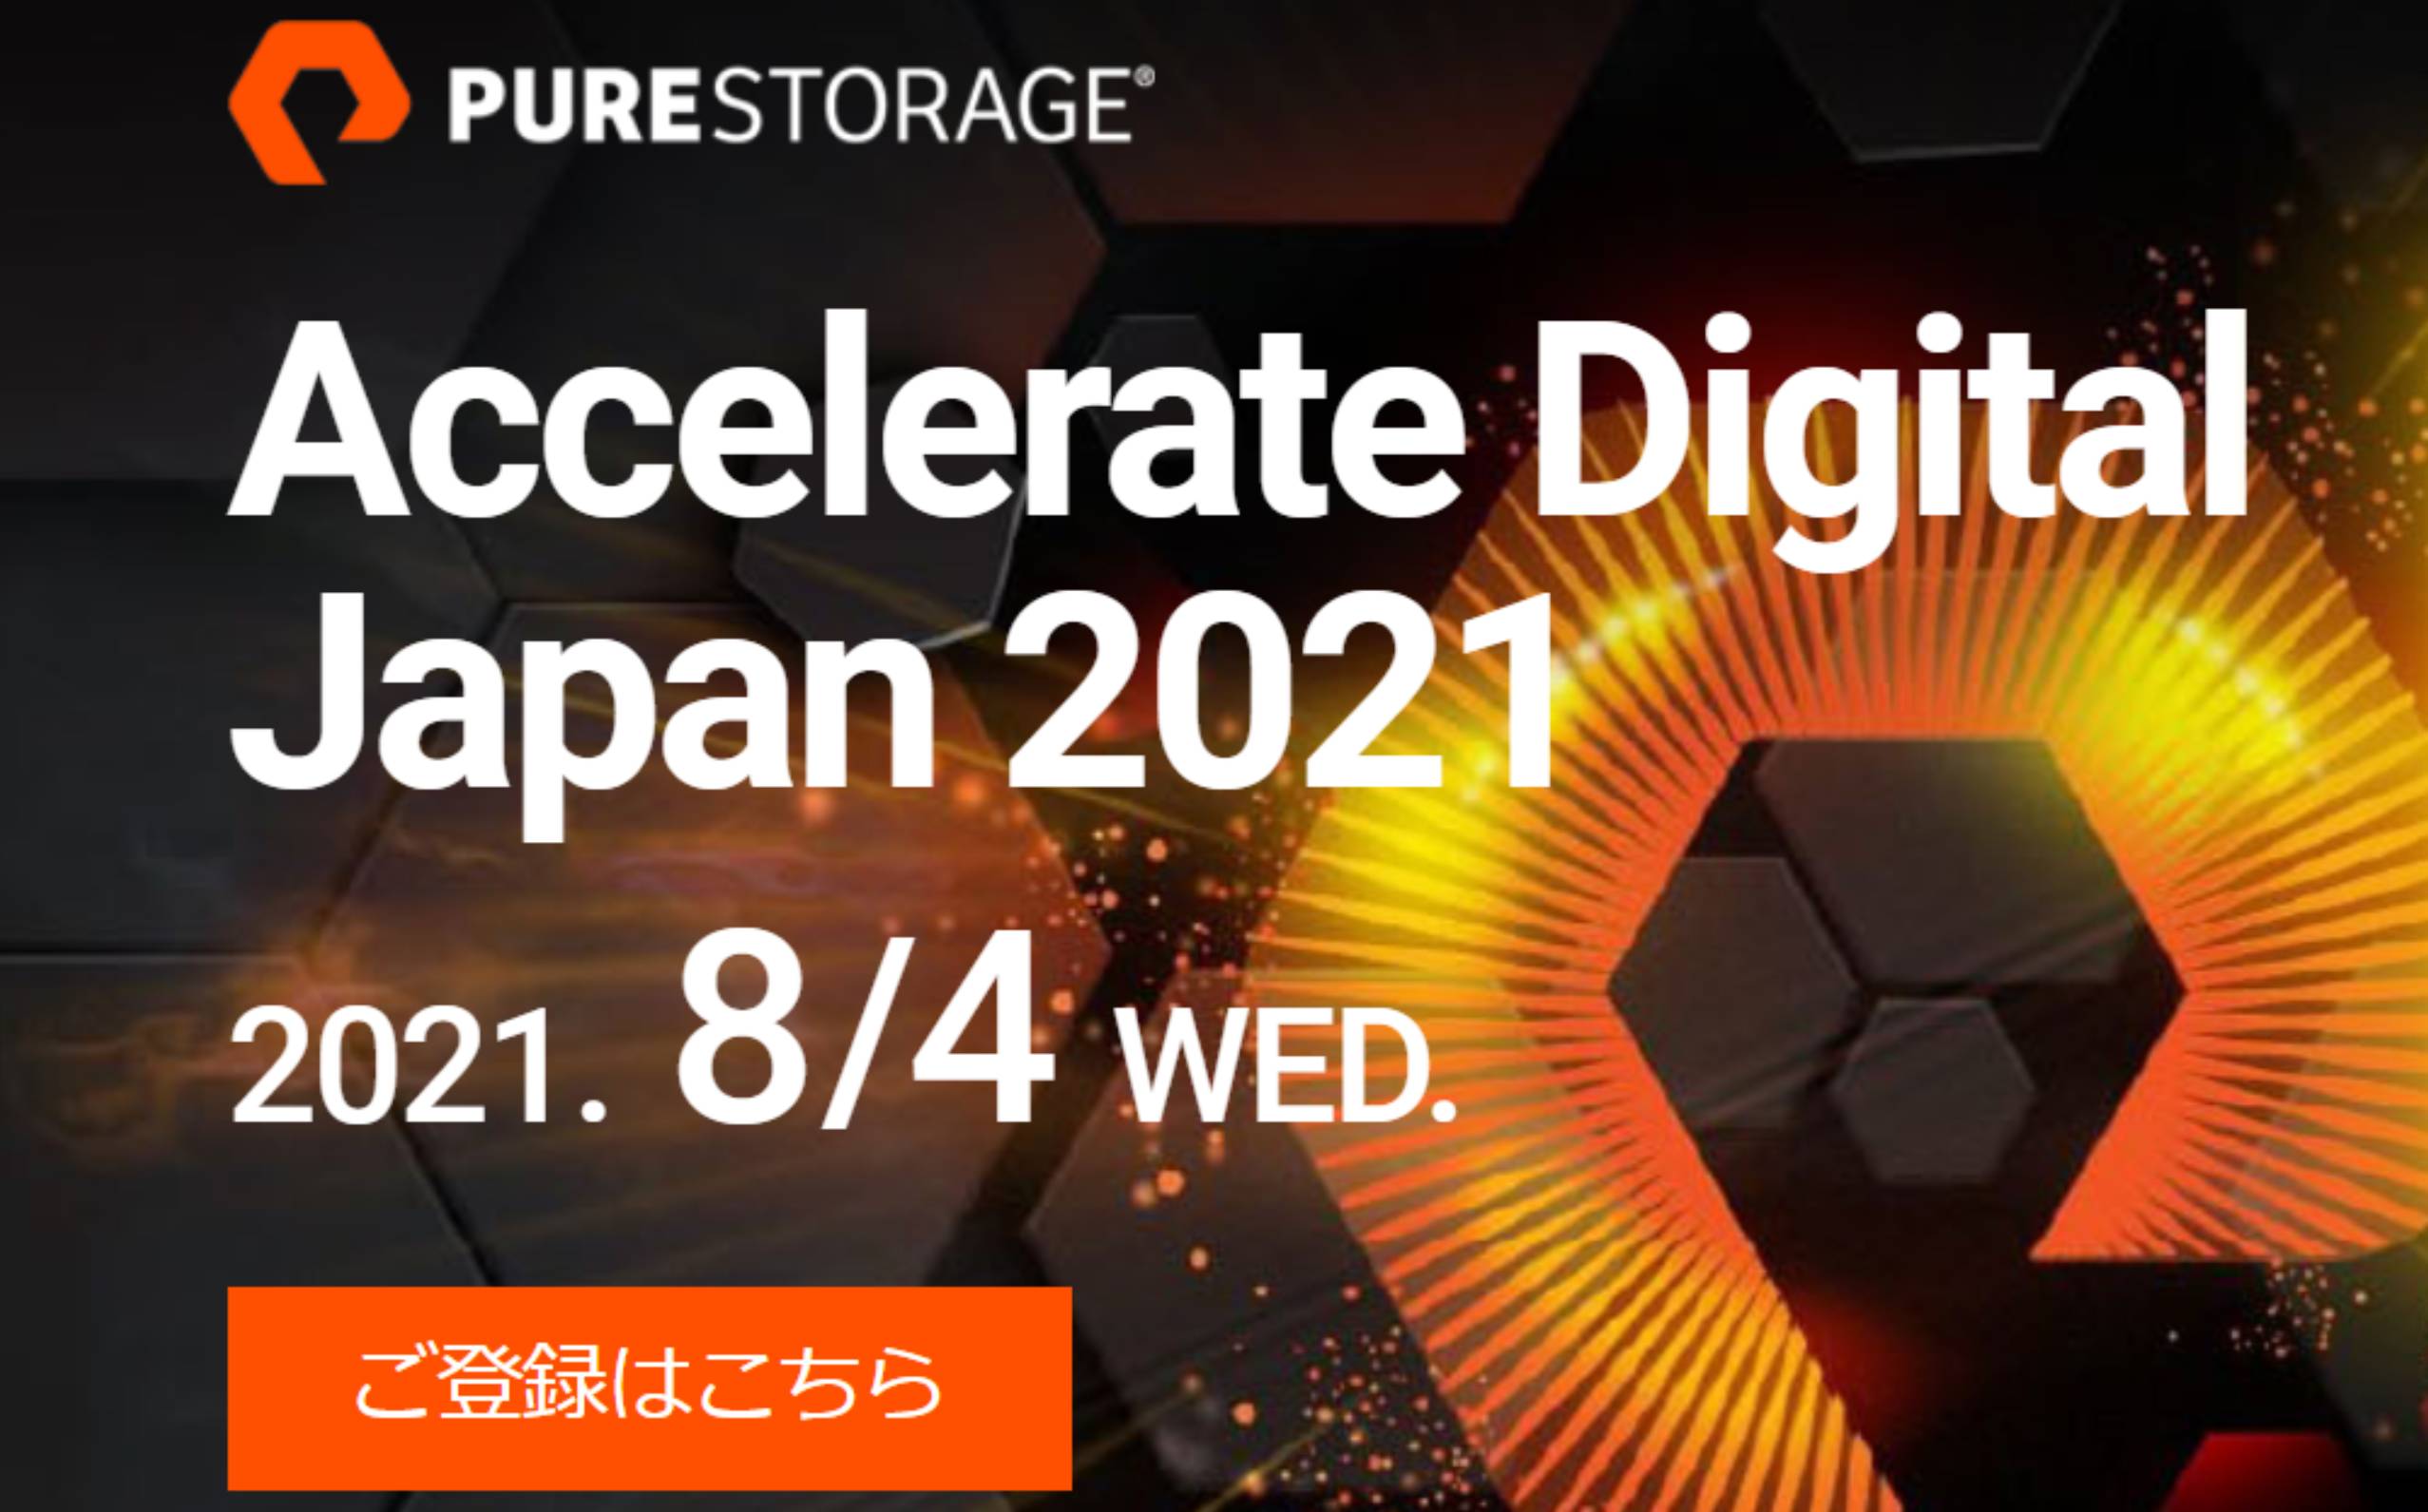 PURESTORAGE®
Accelerate Digital
Japan 2021
2021. 8/4 WED.
ご登録はこちら